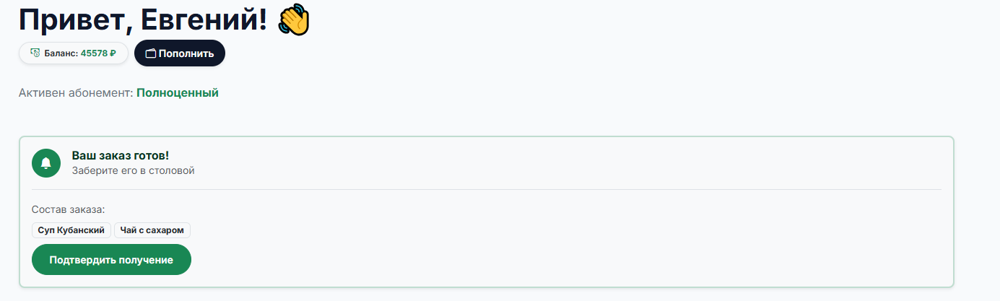 Привет, Евгений! 👋
Баланс: 45578 ₽ Пополнить
Активен абонемент: Полноценный
Ваш заказ готов!
Заберите его в столовой
Состав заказа:
Суп Кубанский Чай с сахаром
Подтвердить получение